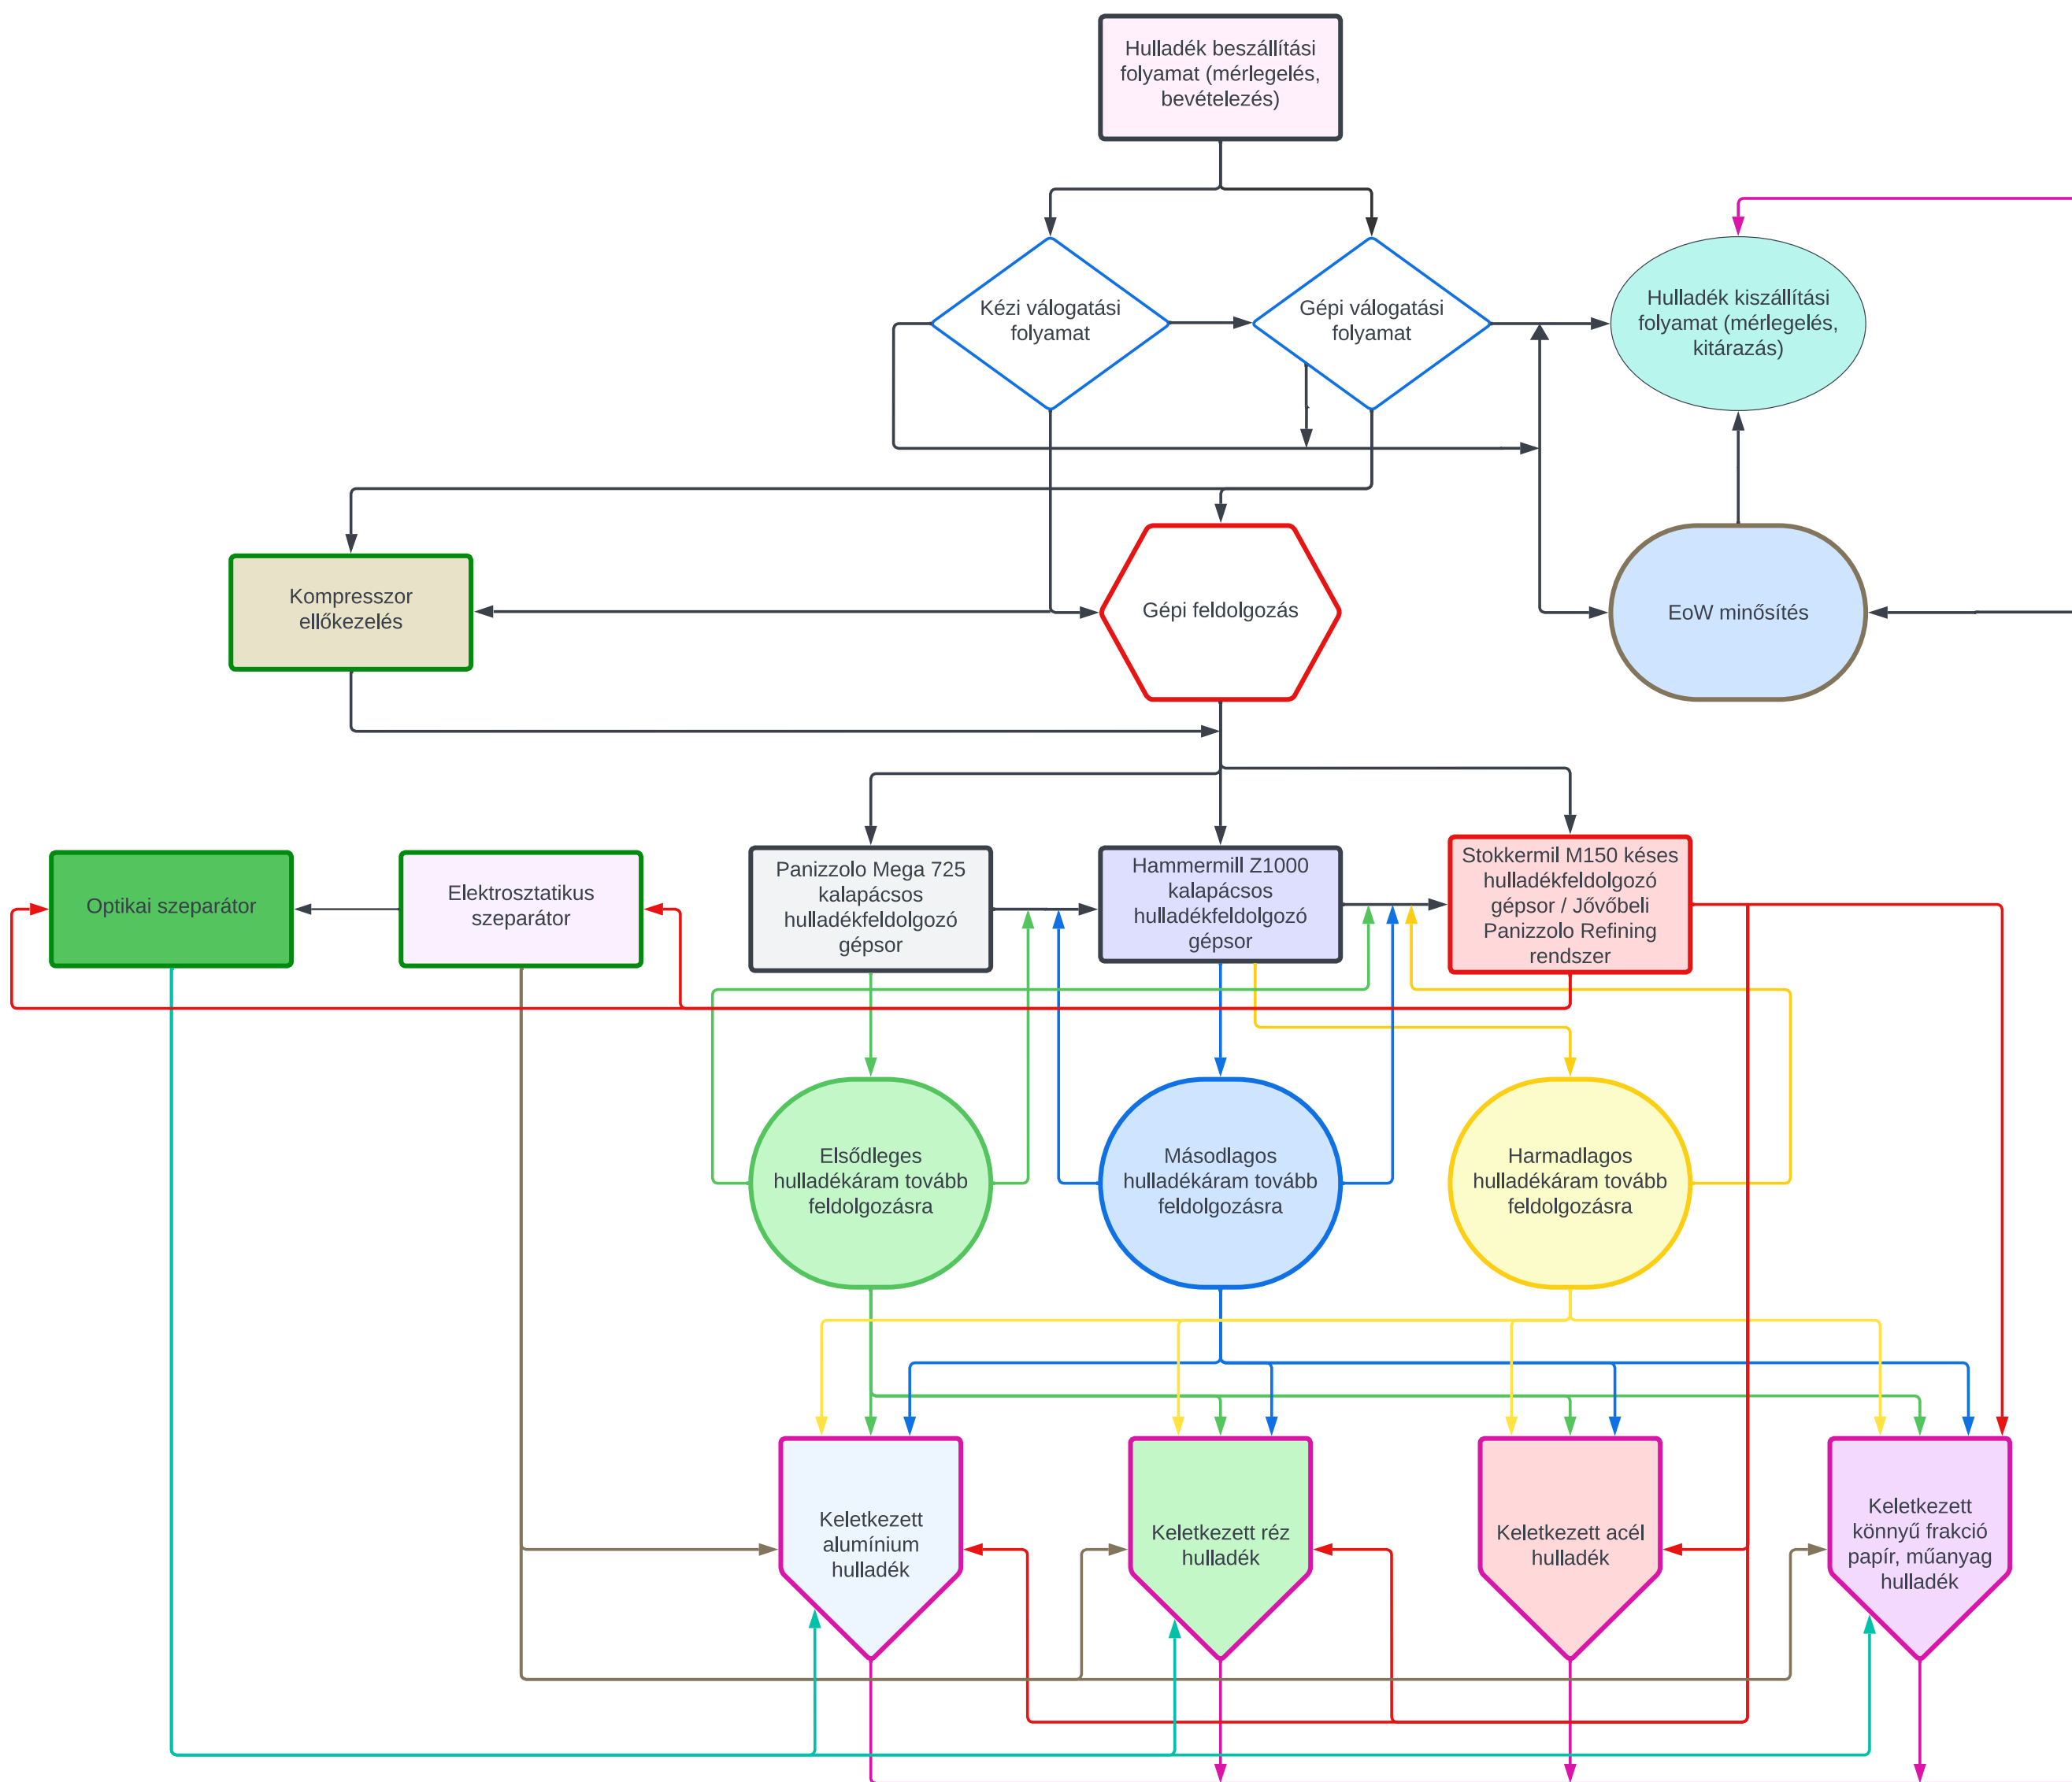 Hulladék beszállítási
folyamat (mérlegelés,
bevételezés)
Kézi válogatási
folyamat
Gépi válogatási
folyamat
Hulladék kiszállítási
folyamat (mérlegelés,
kitárazás)
Kompresszor
ellőkezelés
Gépi feldolgozás
EoW minősítés
Optikai szeparátor
Elektrosztatikus
szeparátor
Panizzolo Mega 725
kalapácsos
hulladékfeldolgozó
gépsor
Hammermill Z1000
kalapácsos
hulladékfeldolgozó
gépsor
Stokkermil M150 késes
hulladékfeldolgozó
gépsor / Jővőbeli
Panizzolo Refining
rendszer
Elsődleges
hulladékáram tovább
feldolgozásra
Másodlagos
hulladékáram tovább
feldolgozásra
Harmadlagos
hulladékáram tovább
feldolgozásra
Keletkezett
alumínium
hulladék
Keletkezett réz
hulladék
Keletkezett acél
hulladék
Keletkezett
könnyű frakció
papír, műanyag
hulladék